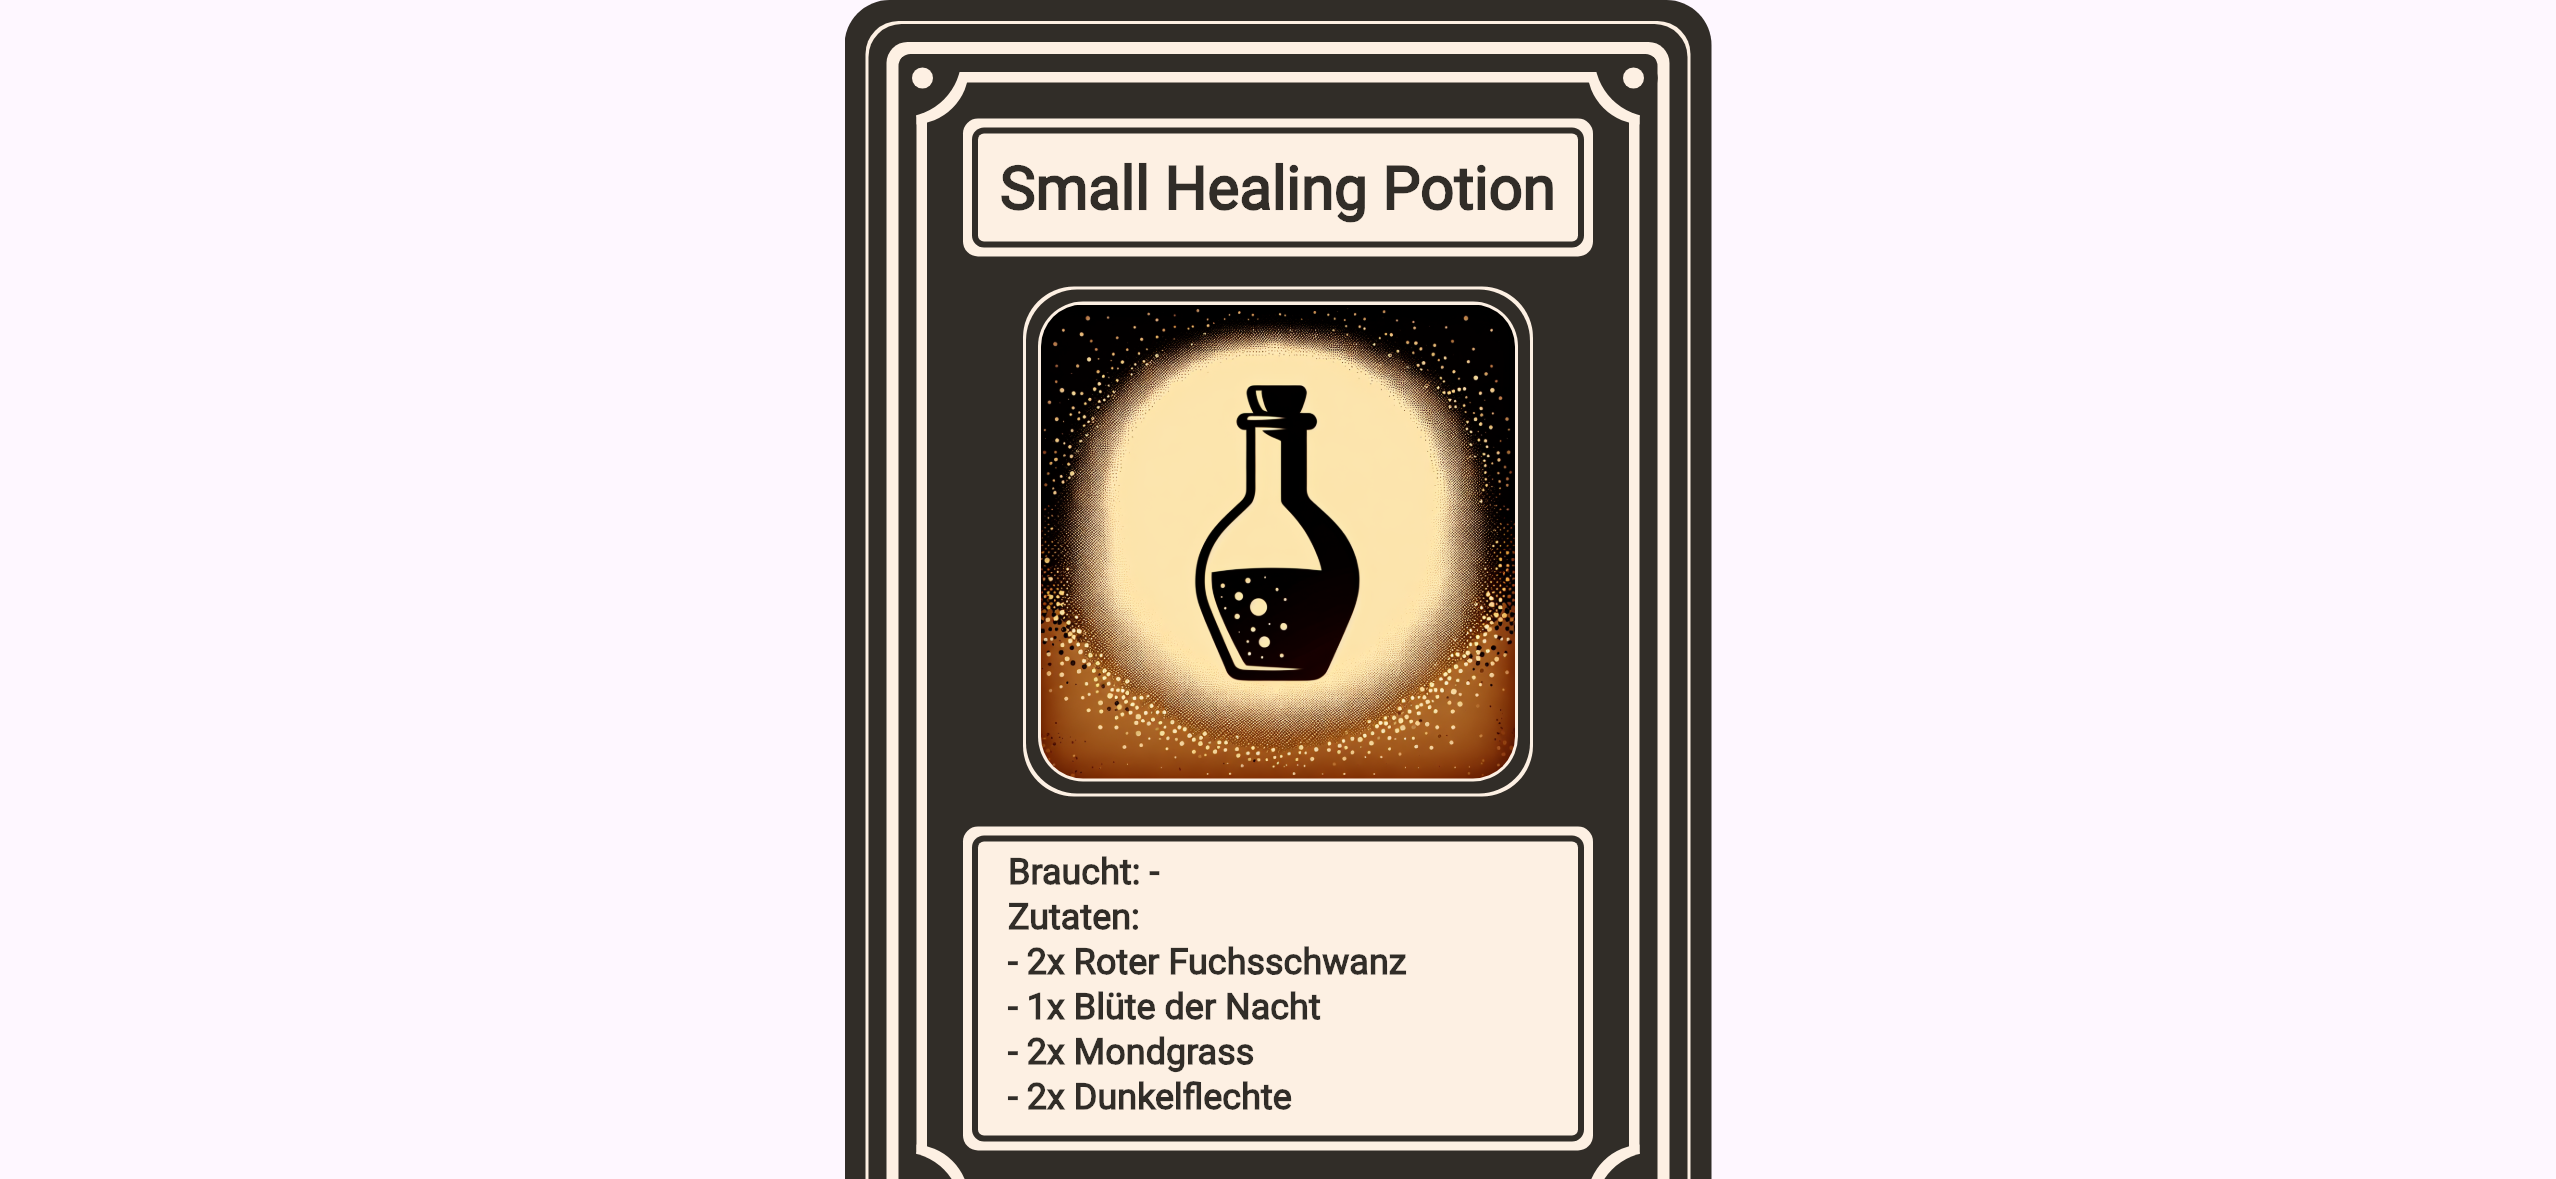 Small Healing Potion
Braucht: -
Zutaten:
- 2x Roter Fuchsschwanz
- 1x Blüte der Nacht
- 2x Mondgrass
- 2x Dunkelflechte